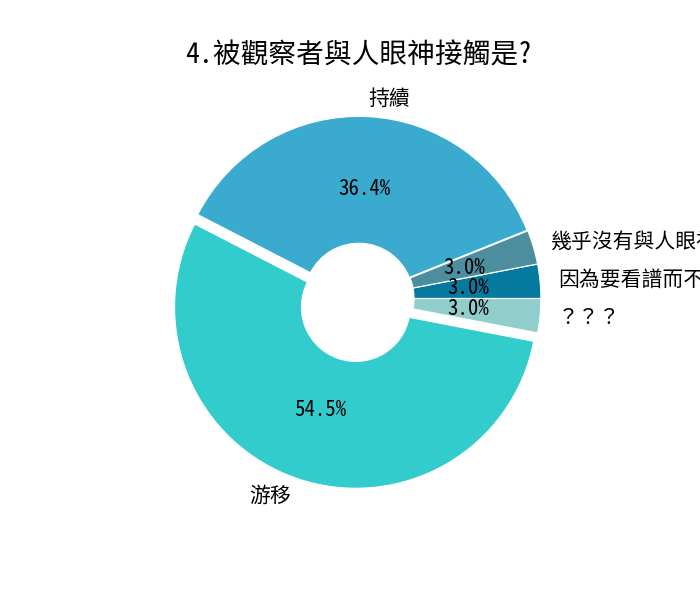 4.被觀察者與人眼神接觸是?
持續
36.4%
幾乎沒有與人眼
3.0%
因為要看譜而不
3.0%
？？？
3.0%
54.5%
游移